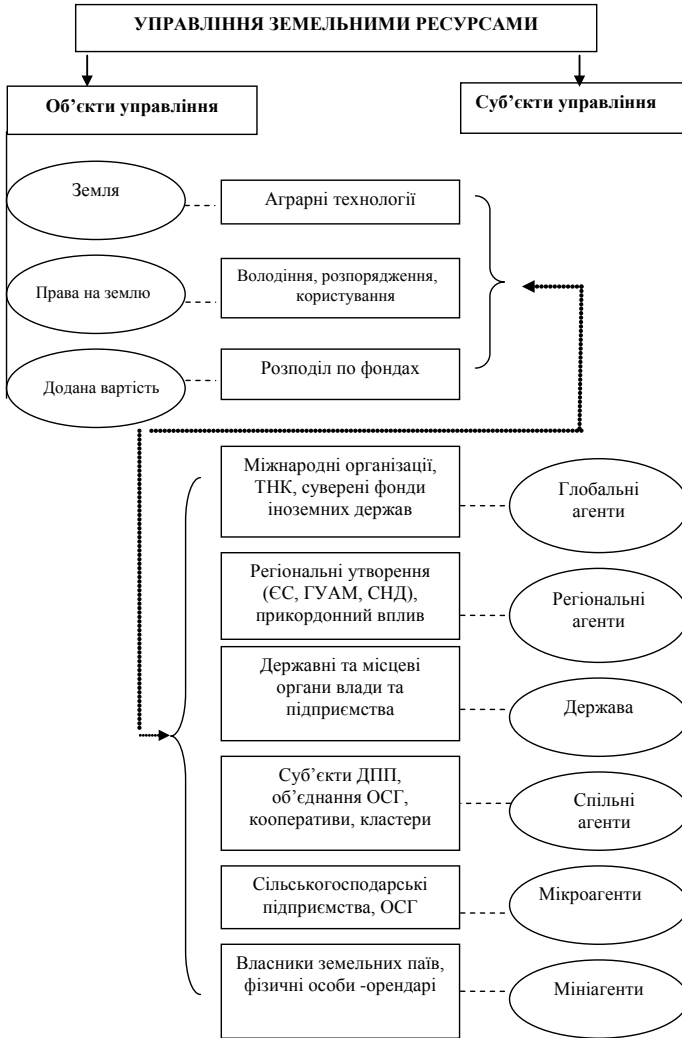 УПРАВЛІННЯ ЗЕМЕЛЬНИМИ РЕСУРСАМИ
Об’єкти управління
Суб’єкти управління
Земля
Аграрні технології
Права на землю
Володіння, розпорядження,
користування
Додана вартість
Розподіл по фондах
Міжнародні організації,
ТНК, суверені фонди
іноземних держав
Глобальні
агенти
Регіональні утворення
(ЄС, ГУАМ, СНД),
прикордонний вплив
Регіональні
агенти
Державні та місцеві
органи влади та
підприємства
Держава
Суб’єкти ДПП,
об’єднання ОСГ,
кооперативи, кластери
Спільні
агенти
Сільськогосподарські
підприємства, ОСГ
Мікроагенти
Власники земельних паїв,
фізичні особи -орендарі
Мініагенти